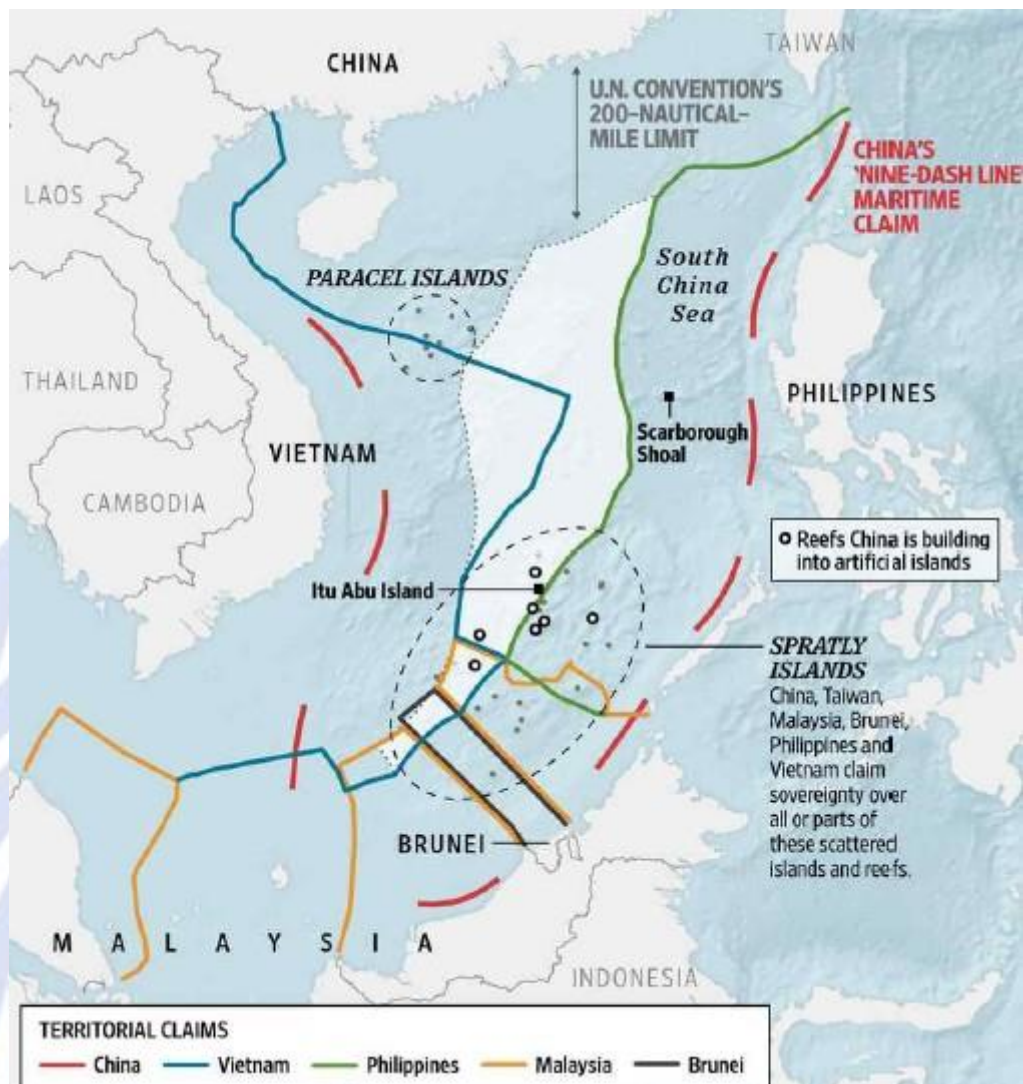 CHINA
TAIWAN
U.N. CONVENTION'S
200-NAUTICAL-
MILE LIMIT
CHINA'S
'NINE-DASH LINE'
MARITIME
CLAIM
LAOS
PARACEL ISLANDS
South
China
Sea
THAILAND
PHILIPPINES
VIETNAM
Scarborough
Shoal
CAMBODIA
Reefs China is building
into artificial islands
Itu Abu Island
SPRATLY
ISLANDS
China, Taiwan,
Malaysia, Brunei,
Philippines and
Vietnam claim
sovereignty over
all or parts of
these scattered
islands and reefs.
BRUNEI
MALAYSIA
INDONESIA
TERRITORIAL CLAIMS
China Vietnam Philippines Malaysia Brunei